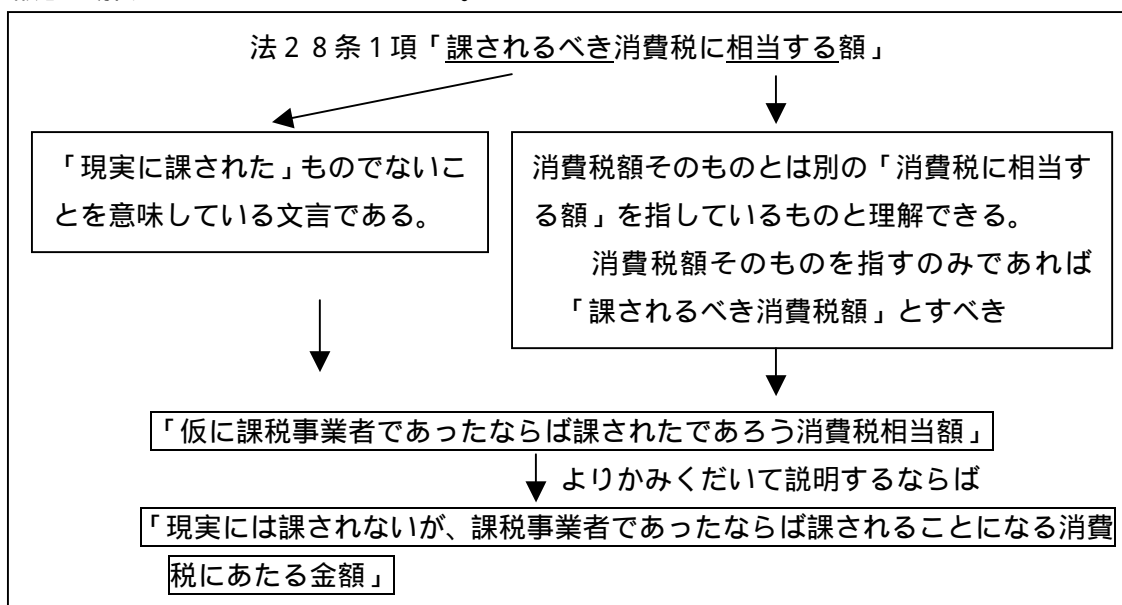 法28条1項「課されるべき消費税に相当する額」
「現実に課された」ものでないこ
とを意味している文言である。
消費税額そのものとは別の「消費税に相当す
る額」を指しているものと理解できる。
消費税額そのものを指すのみであれば
「課されるべき消費税額」とすべき
「仮に課税事業者であったならば課されたであろう消費税相当額」
よりかみくだいて説明するならば
「現実には課されないが、課税事業者であったならば課されることになる消費
税にあたる金額」